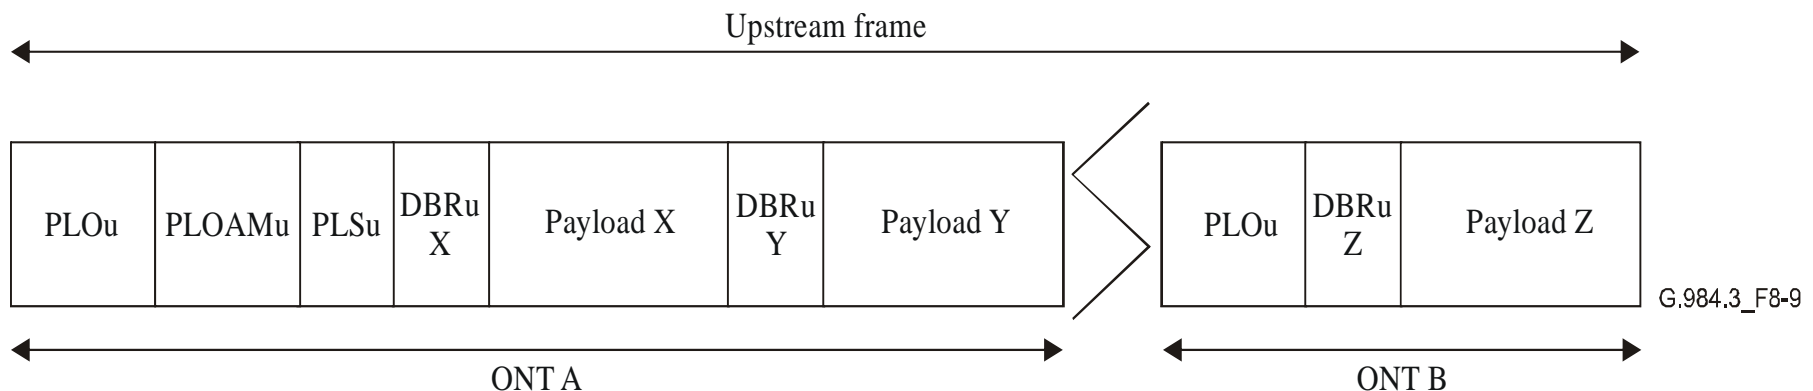 Upstream frame
PLOu
PLOAMu
PLSu
DBRu
X
Payload X
DBRu
Y
Payload Y
PLOu
DBRu
Z
Payload Z
G.984.3_F8-9
ONT A
ONT B